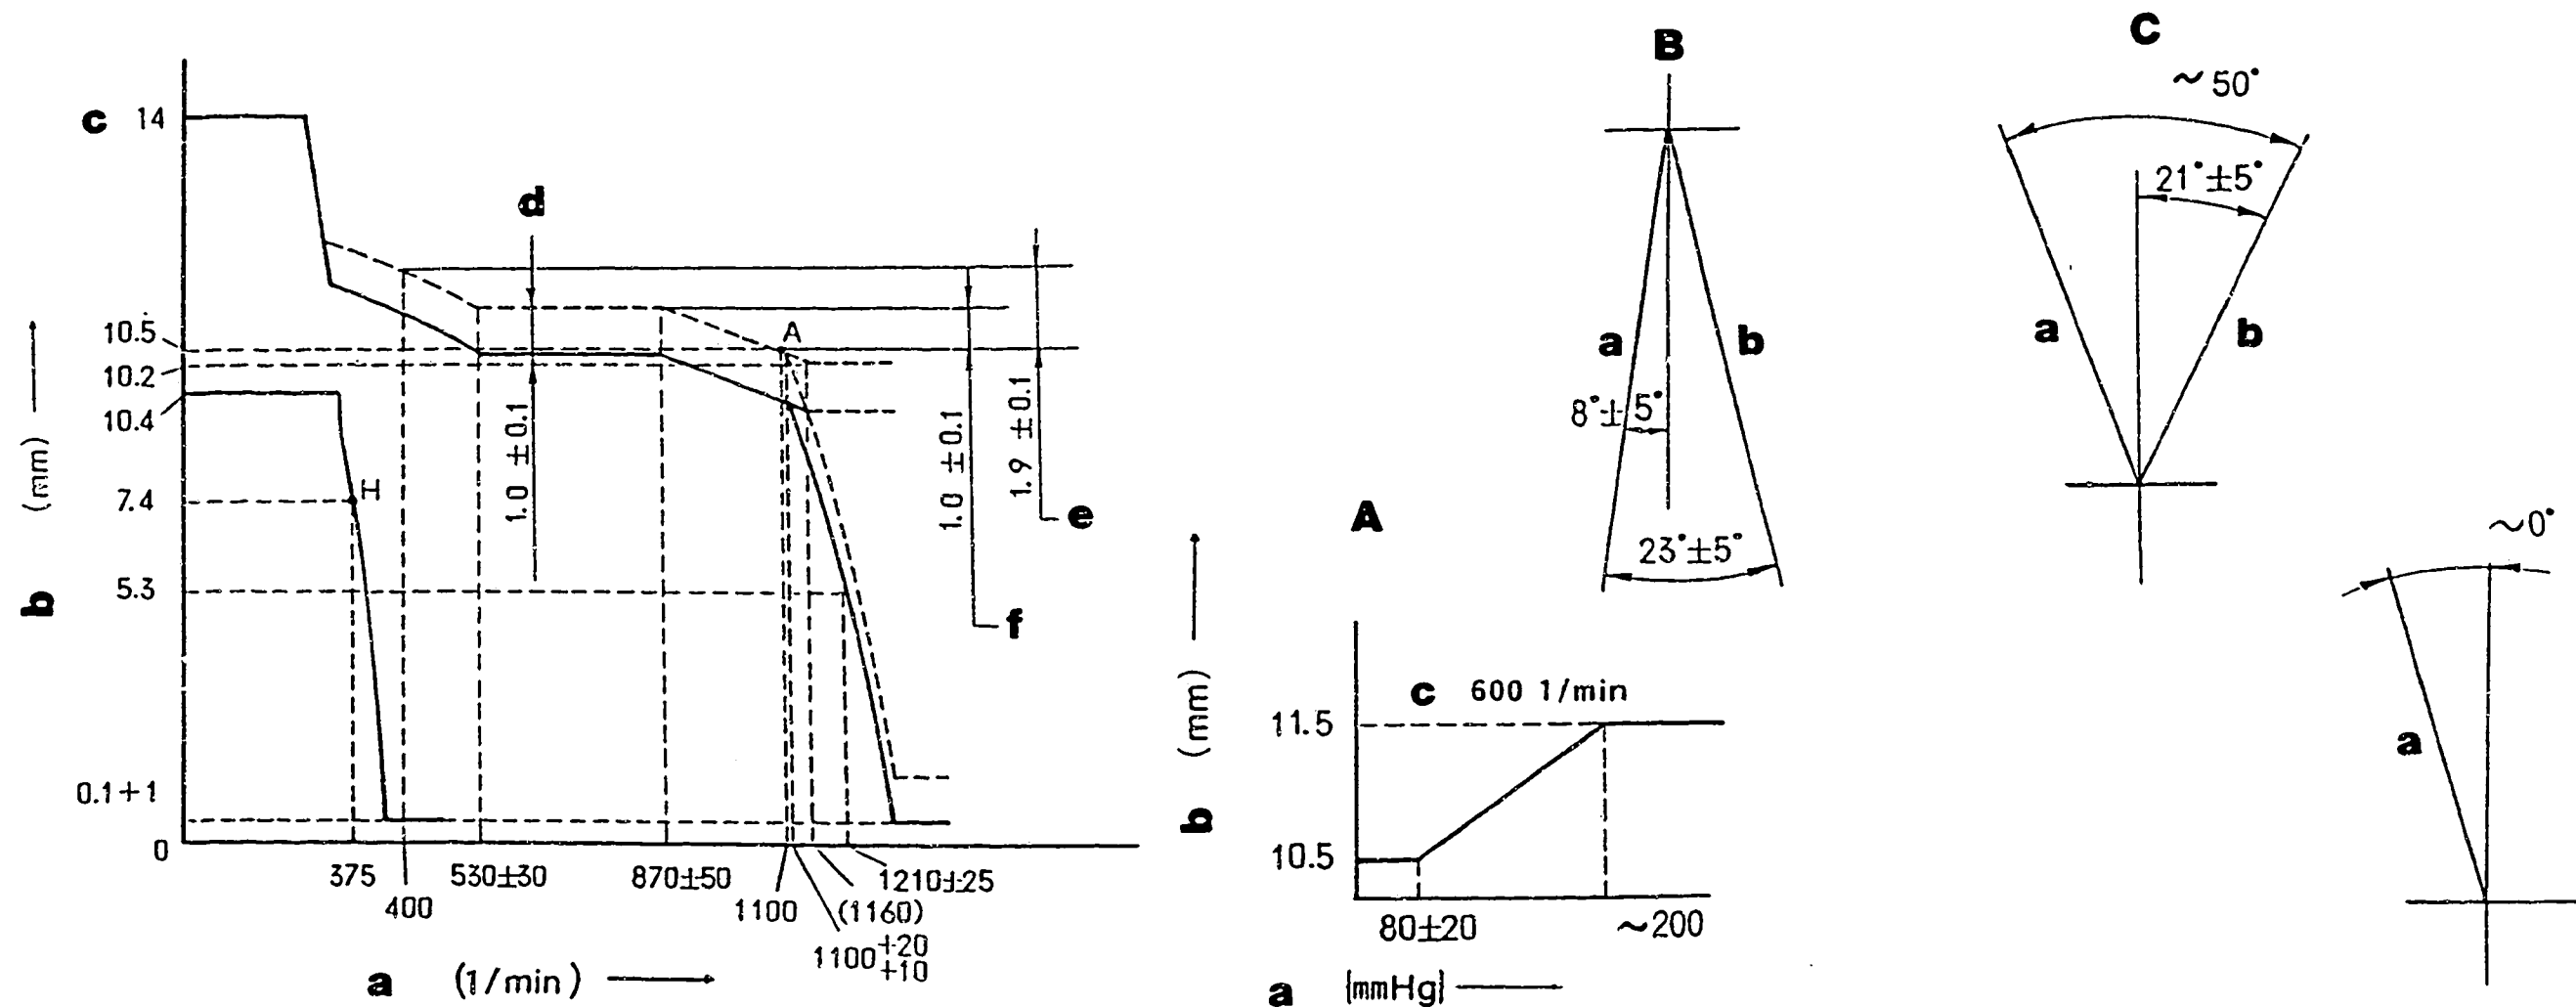 c 14
d
10.5
10.2
10.4
A
7.4
H
5.3
0.1+1
0
b (mm)
1.0 ±0.1
1.0 ±0.1
1.9 ±0.1
e
f
375
400
530±30
870±50
1100
(1160)
1210±25
1100 +20 +10
a (1/min)
B
a
b
8°±5°
23°±5°
C
~50°
21°±5°
a
b
A
b (mm)
c 600 1/min
11.5
10.5
80±20
~200
a [mmHg]
~0°
a